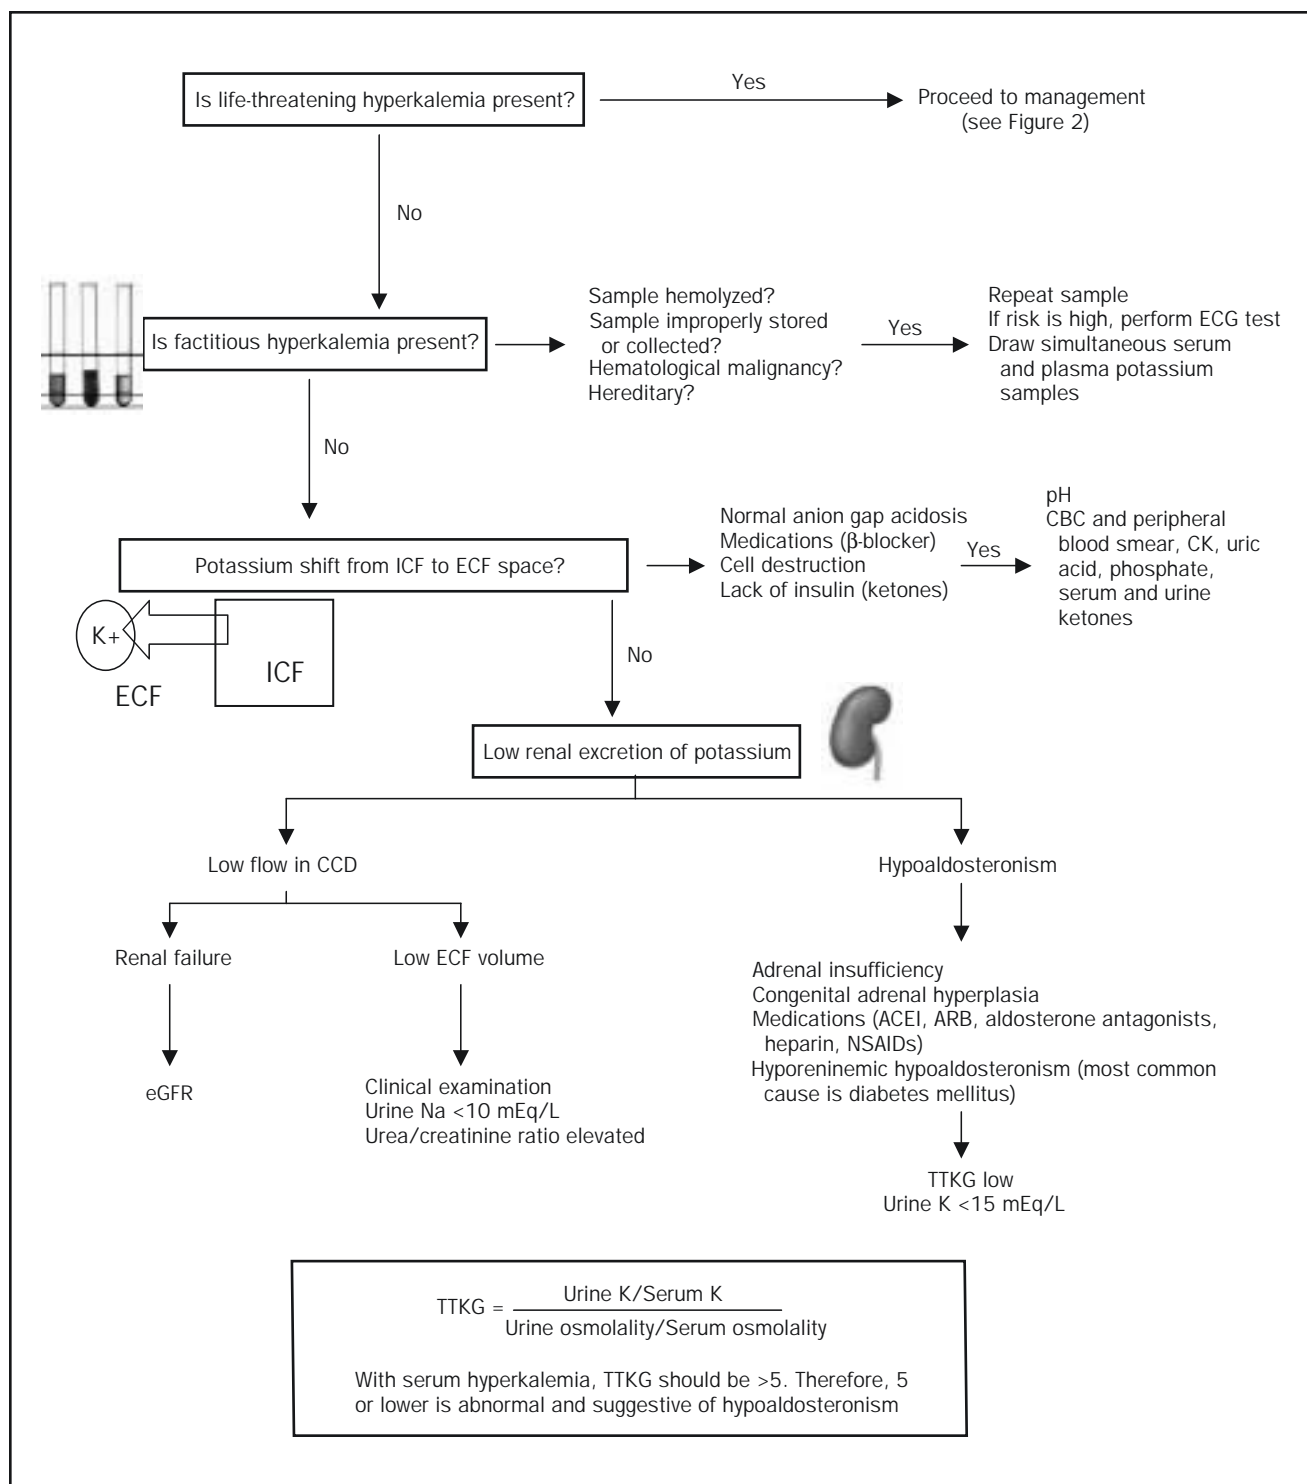 Is life-threatening hyperkalemia present?
Yes
Proceed to management
(see Figure 2)
No
Is factitious hyperkalemia present?
Sample hemolyzed?
Sample improperly stored
or collected?
Hematological malignancy?
Hereditary?
Yes
Repeat sample
If risk is high, perform ECG test
Draw simultaneous serum
and plasma potassium
samples
No
Potassium shift from ICF to ECF space?
Normal anion gap acidosis
Medications (β-blocker)
Cell destruction
Lack of insulin (ketones)
Yes
pH
CBC and peripheral
blood smear, CK, uric
acid, phosphate,
serum and urine
ketones
K+
ECF
ICF
No
Low renal excretion of potassium
Low flow in CCD
Hypoaldosteronism
Renal failure
Low ECF volume
eGFR
Clinical examination
Urine Na <10 mEq/L
Urea/creatinine ratio elevated
Adrenal insufficiency
Congenital adrenal hyperplasia
Medications (ACEI, ARB, aldosterone antagonists,
heparin, NSAIDs)
Hyporeninemic hypoaldosteronism (most common
cause is diabetes mellitus)
TTKG low
Urine K <15 mEq/L
TTKG =
Urine K/Serum K
Urine osmolality/Serum osmolality
With serum hyperkalemia, TTKG should be >5. Therefore, 5
or lower is abnormal and suggestive of hypoaldosteronism